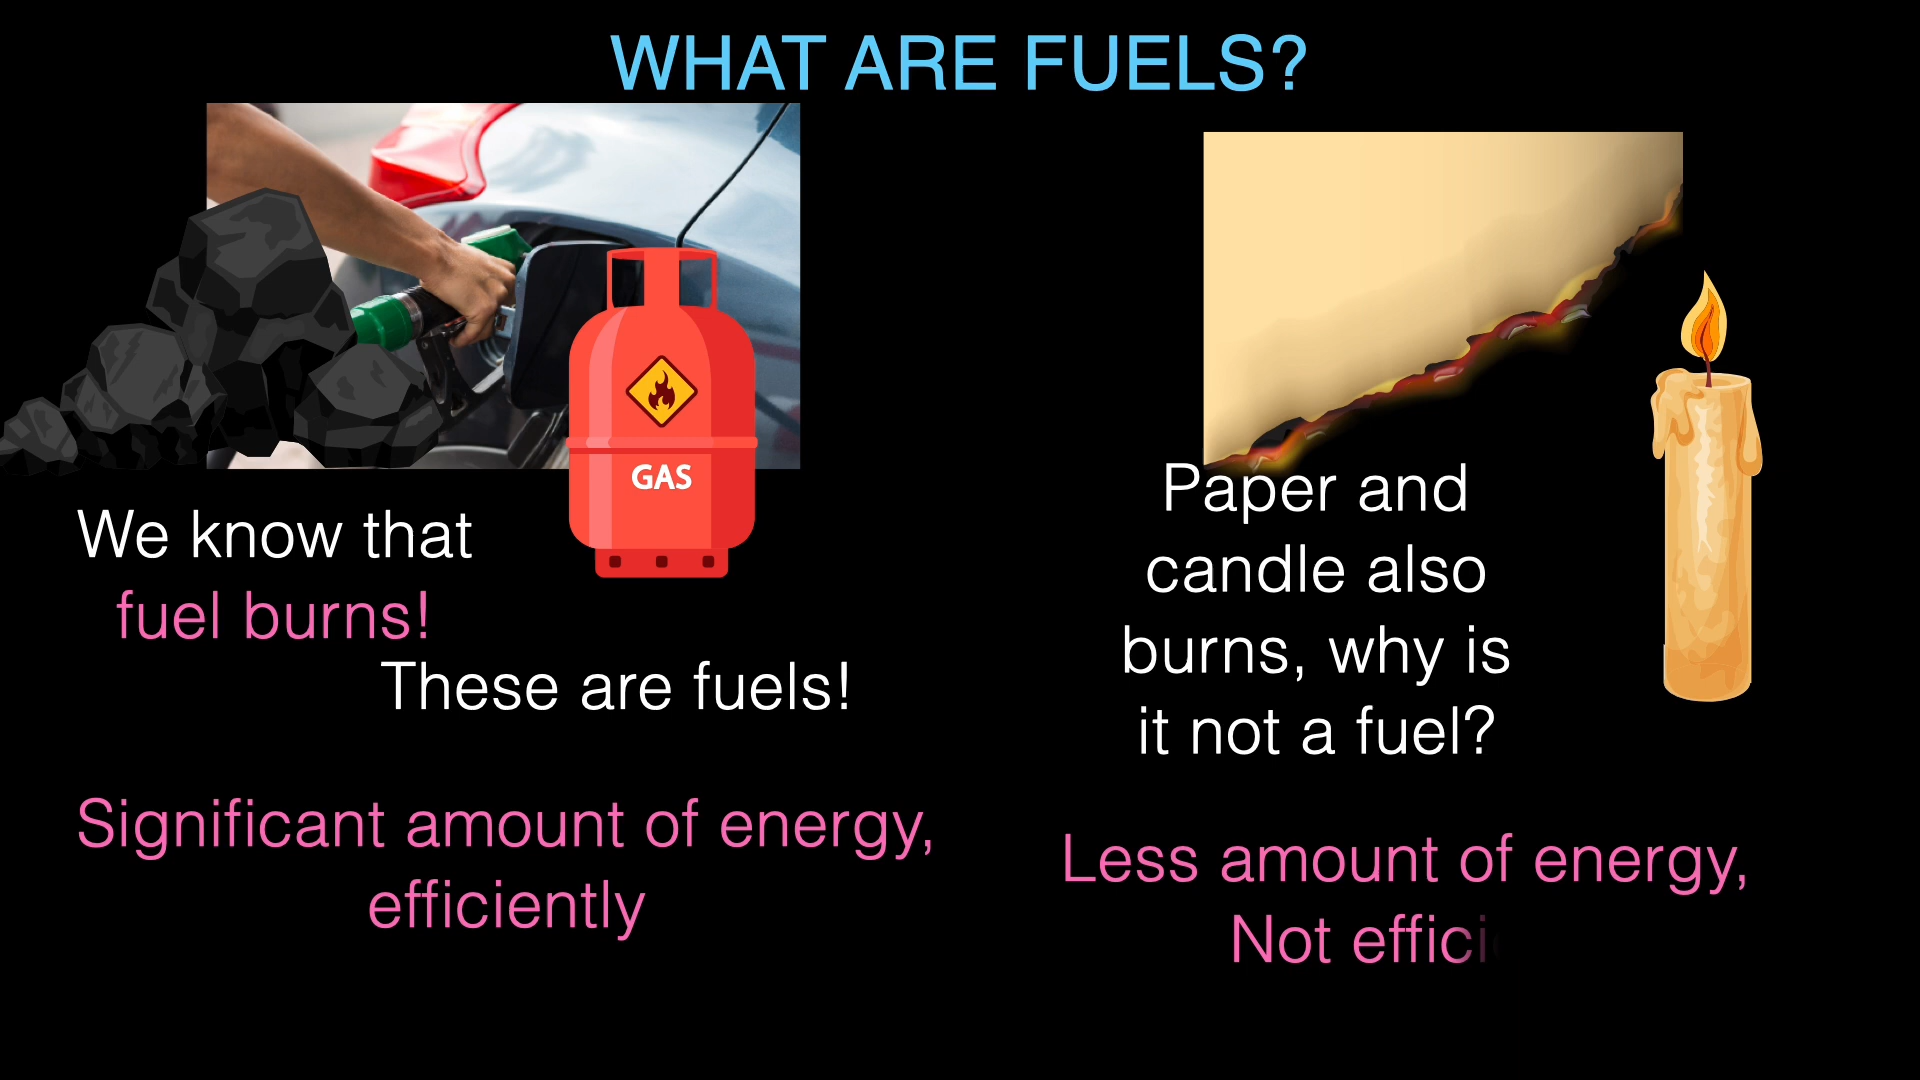 WHAT ARE FUELS?
GAS
We know that
fuel burns!
These are fuels!
Significant amount of energy,
efficiently
Paper and
candle also
burns, why is
it not a fuel?
Less amount of energy,
Not effici